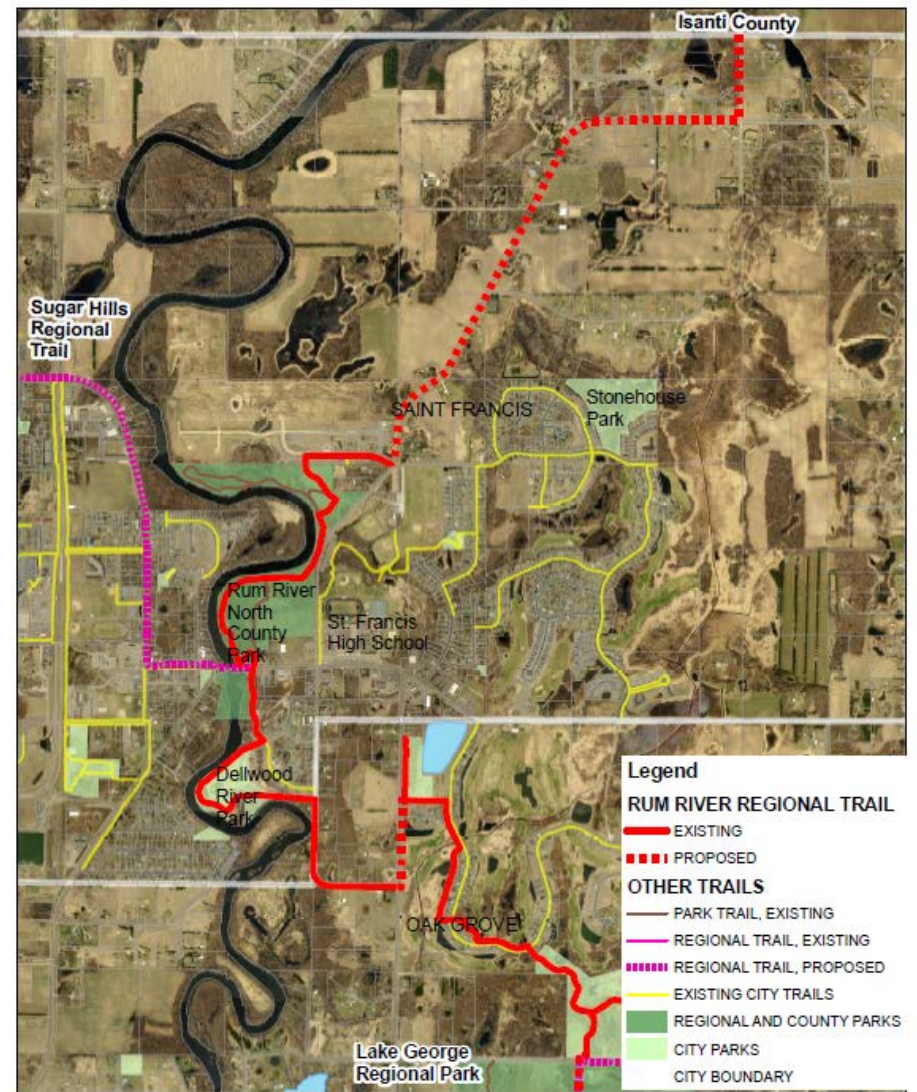 Isanti County
Sugar Hills
Regional
Trail
SAINT FRANCIS
Stonehouse
Park
Rum River
North
County
Park
St. Francis
High School
Dellwood
River
Park
OAK GROVE
Lake George
Regional Park
Legend
RUM RIVER REGIONAL TRAIL
EXISTING
PROPOSED
OTHER TRAILS
PARK TRAIL, EXISTING
REGIONAL TRAIL, EXISTING
REGIONAL TRAIL, PROPOSED
EXISTING CITY TRAILS
REGIONAL AND COUNTY PARKS
CITY PARKS
CITY BOUNDARY